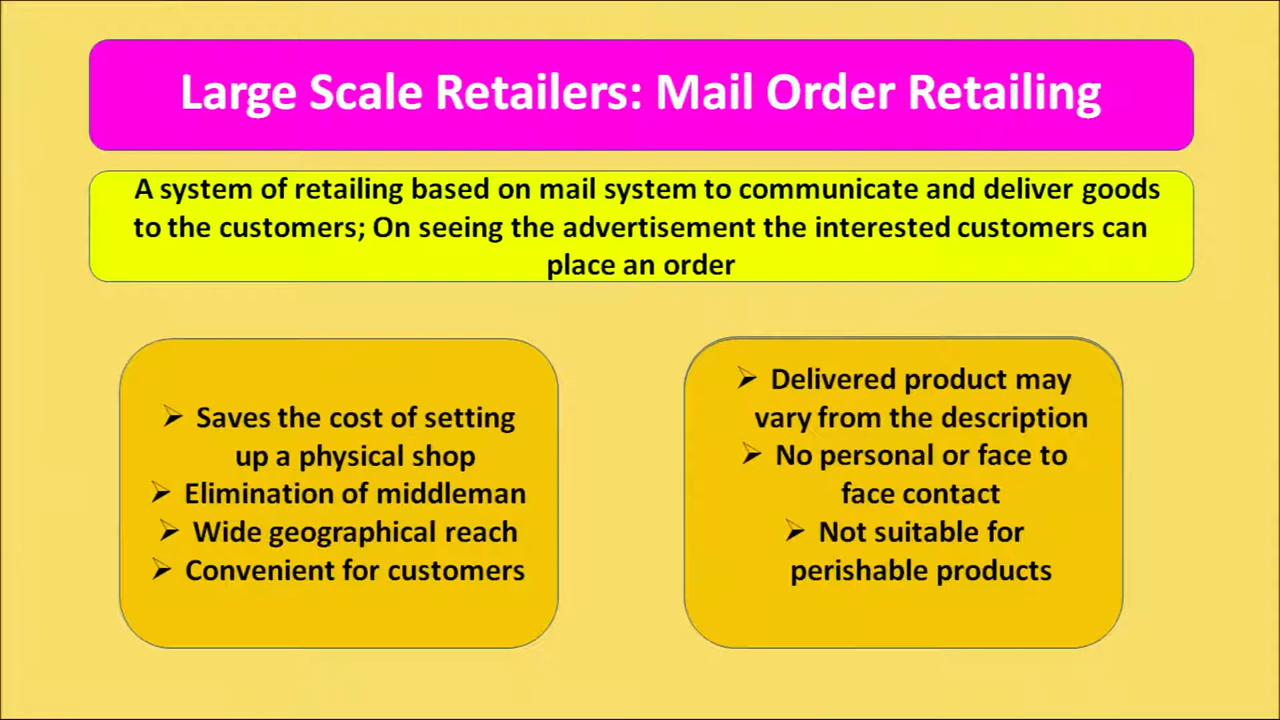 Large Scale Retailers: Mail Order Retailing
A system of retailing based on mail system to communicate and deliver goods
to the customers; On seeing the advertisement the interested customers can
place an order
➢ Saves the cost of setting
up a physical shop
➢ Elimination of middleman
➢ Wide geographical reach
➢ Convenient for customers
➢ Delivered product may
vary from the description
➢ No personal or face to
face contact
➢ Not suitable for
perishable products